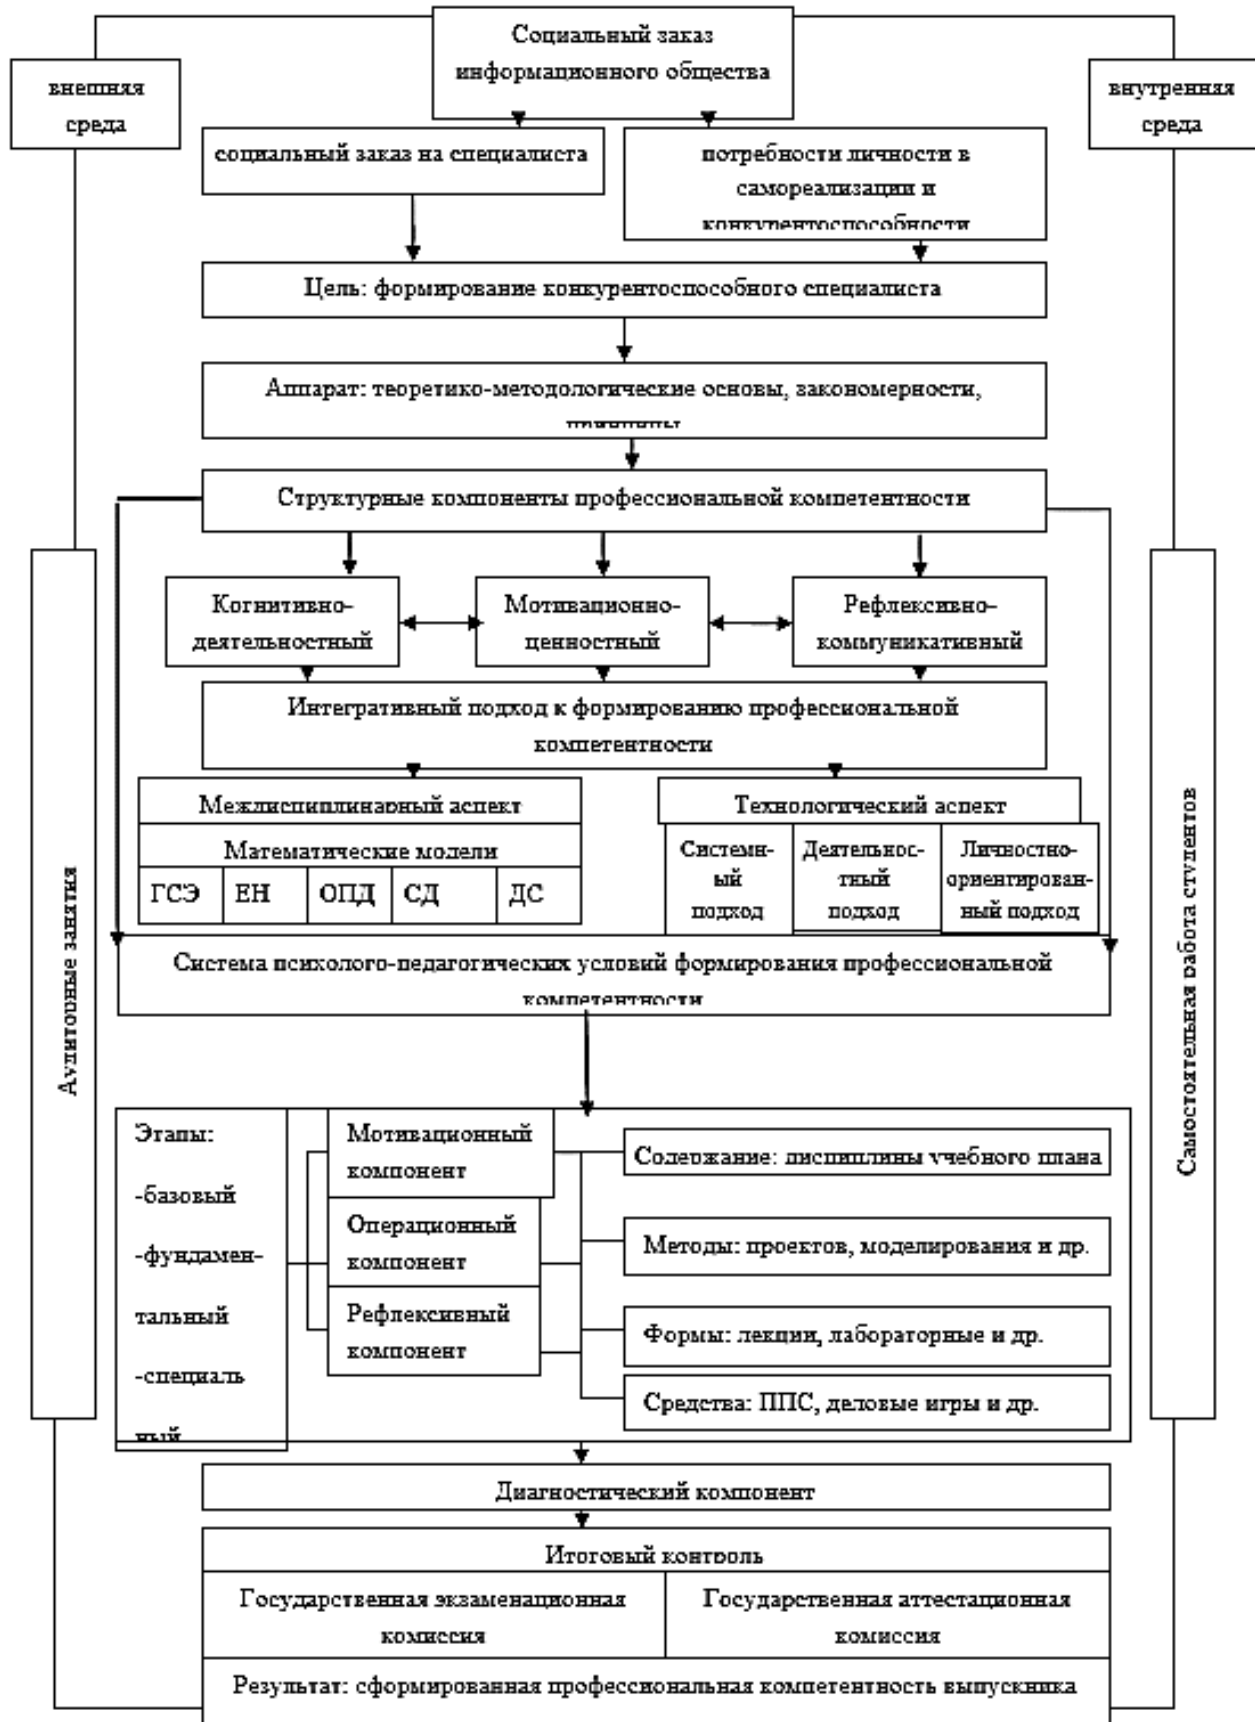 Социальный заказ
информационного общества
внешняя
среда
внутренняя
среда
социальный заказ на специалиста
потребности личности в
самореализации и
конкурентоспособности
Цель: формирование конкурентоспособного специалиста
Аппарат: теоретико-методологические основы, закономерности,
принципы
Структурные компоненты профессиональной компетентности
Когнитивно-
деятельностный
Мотивационно-
ценностный
Рефлексивно-
коммуникативный
Интегративный подход к формированию профессиональной
компетентности
Междисциплинарный аспект
Математические модели
ГСЭ ЕН ОПД СД ДС
Технологический аспект
Системн-
ый
подход
Деятельнос-
тный
подход
Личностно-
ориентирован-
ный подход
Аудиторные занятия
Самостоятельная работа студентов
Система психолого-педагогических условий формирования профессиональной
компетентности
Этапы:
-базовый
-фундамен-
тальный
-специаль
ный
Мотивационный
компонент
Операционный
компонент
Рефлексивный
компонент
Содержание: дисциплины учебного плана
Методы: проектов, моделирования и др.
Формы: лекции, лабораторные и др.
Средства: ППС, деловые игры и др.
Диагностический компонент
Итоговый контроль
Государственная экзаменационная
комиссия
Государственная аттестационная
комиссия
Результат: сформированная профессиональная компетентность выпускника